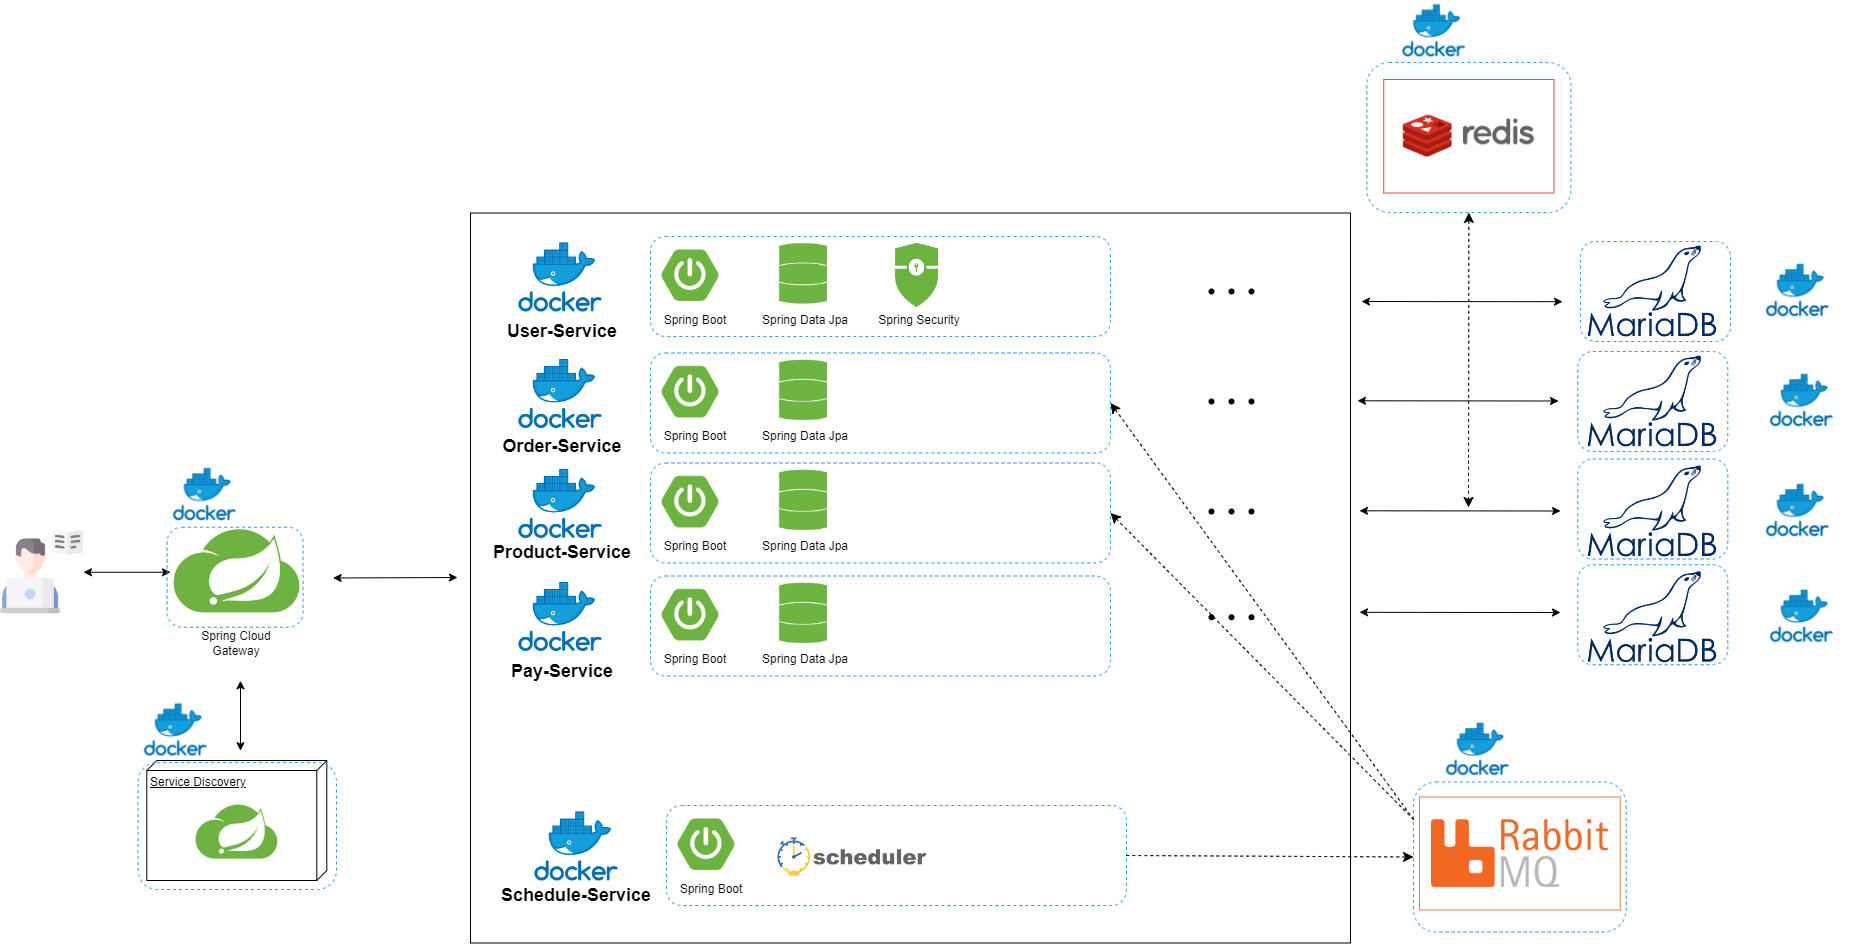 docker
redis
docker
User-Service
Spring Boot
Spring Data Jpa
Spring Security
MariaDB
docker
docker
Order-Service
Spring Boot
Spring Data Jpa
MariaDB
docker
docker
Product-Service
Spring Boot
Spring Data Jpa
MariaDB
docker
docker
Spring Cloud
Gateway
docker
Pay-Service
Spring Boot
Spring Data Jpa
MariaDB
docker
docker
Service Discovery
docker
Schedule-Service
Spring Boot
scheduler
docker
Rabbit
MQ